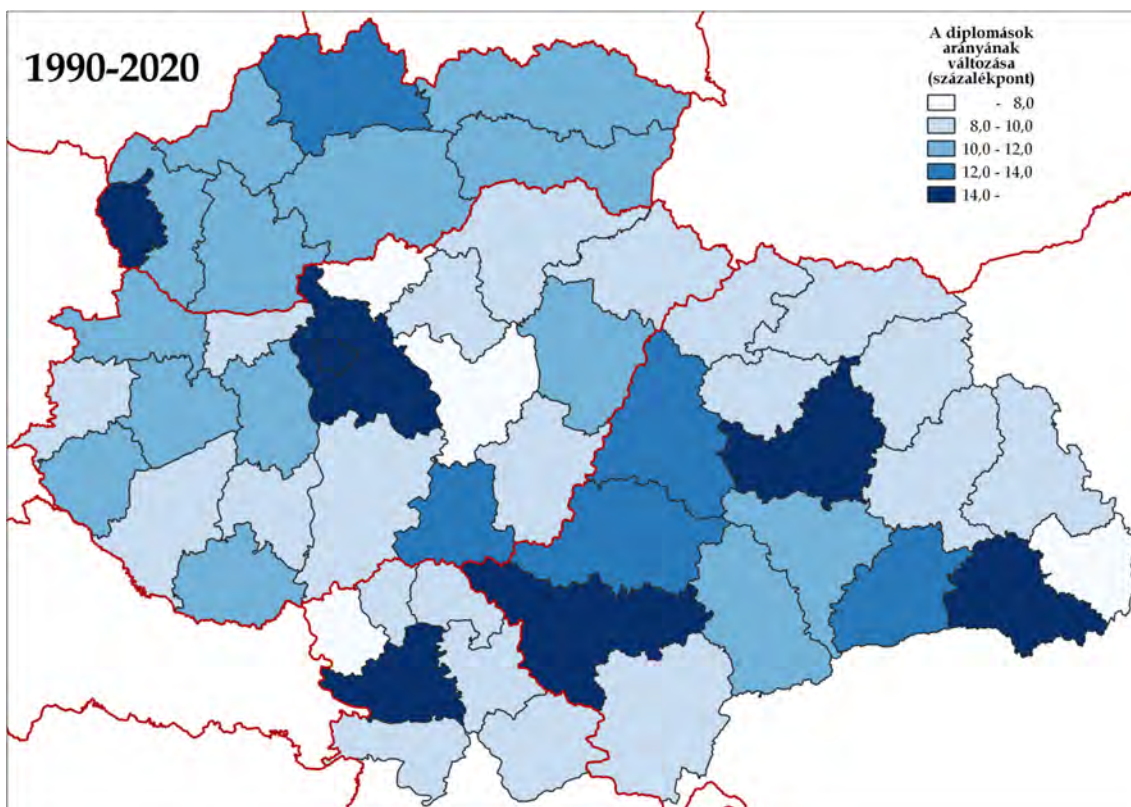 1990-2020
A diplomások
arányának
változása
(százalékpont)
- 8,0
8,0 - 10,0
10,0 - 12,0
12,0 - 14,0
14,0 -